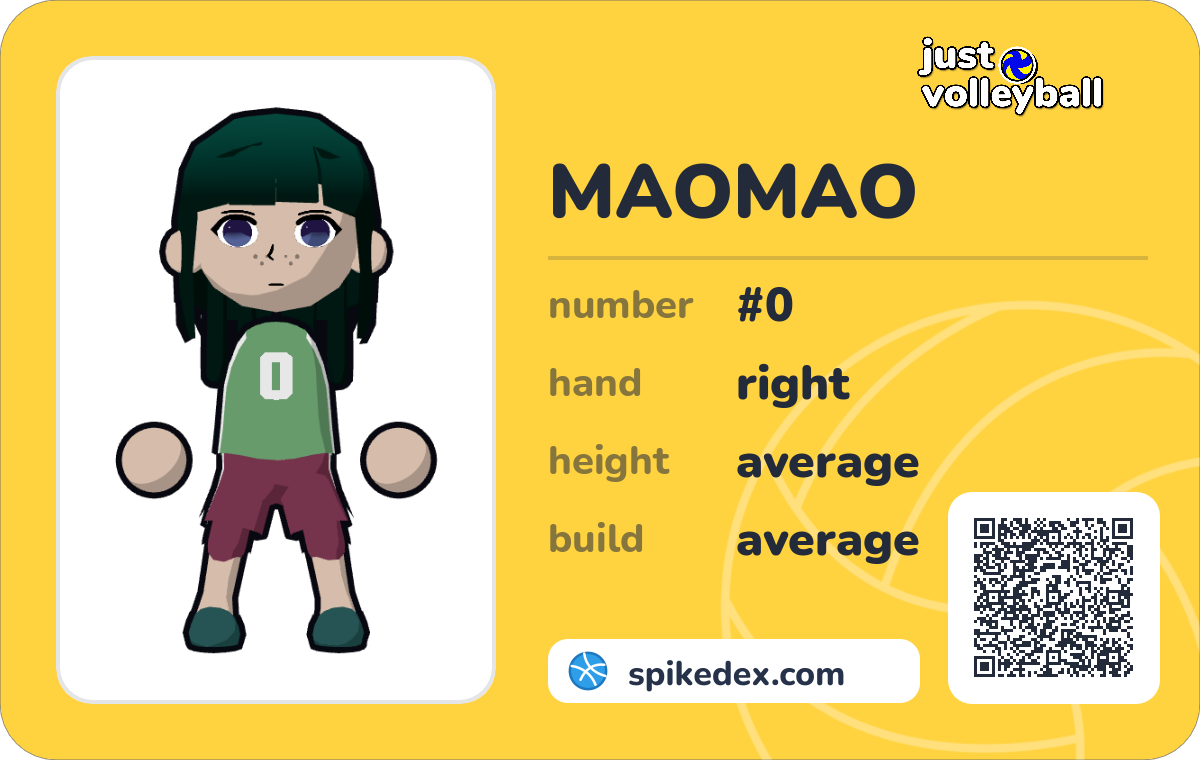 just
volleyball
MAOMAO
number #0
hand right
height average
build average
0
spikedex.com